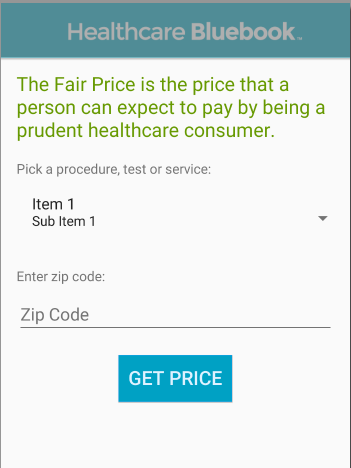 Healthcare Bluebook™
The Fair Price is the price that a
person can expect to pay by being a
prudent healthcare consumer.
Pick a procedure, test or service:
Item 1
Sub Item 1
Enter zip code:
Zip Code
GET PRICE